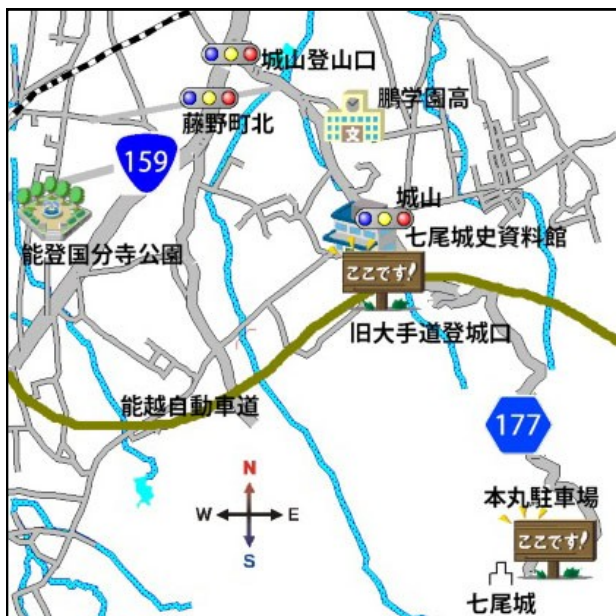 城山登山口
鵬学園高
藤野町北
文
159
城山
七尾城史資料館
能登国分寺公園
ここです!
旧大手道登城口
能越自動車道
177
N
W
E
S
本丸駐車場
ここです!
七尾城